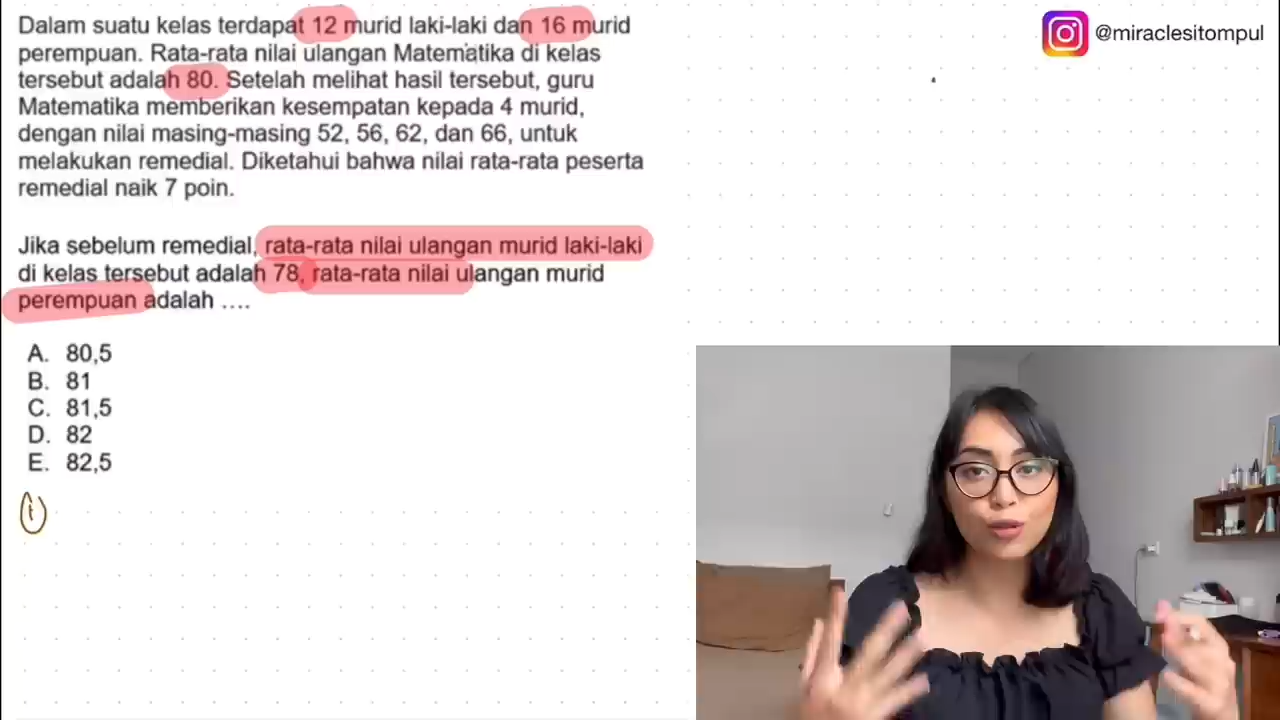 Dalam suatu kelas terdapat 12 murid laki-laki dan 16 murid
perempuan. Rata-rata nilai ulangan Matematika di kelas
tersebut adalah 80. Setelah melihat hasil tersebut, guru
Matematika memberikan kesempatan kepada 4 murid,
dengan nilai masing-masing 52, 56, 62, dan 66, untuk
melakukan remedial. Diketahui bahwa nilai rata-rata peserta
remedial naik 7 poin.
Jika sebelum remedial, rata-rata nilai ulangan murid laki-laki
di kelas tersebut adalah 78, rata-rata nilai ulangan murid
perempuan adalah ....
A. 80,5
B. 81
C. 81,5
D. 82
E. 82,5
@miraclesitompul